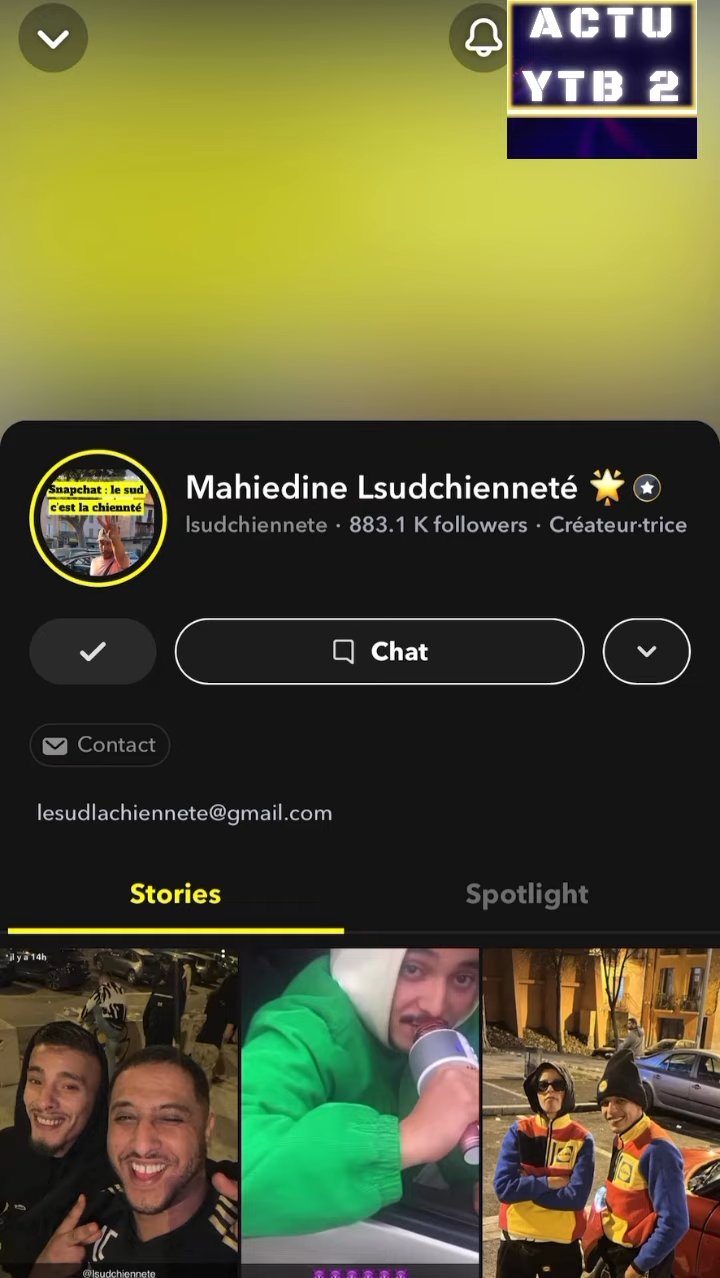 ACTU
YTB 2
Snapchat : le sud
c'est la chiennté
Mahiedine Lsudchienneté
lsudchiennete · 883.1 K followers · Créateur·trice
Chat
Contact
lesudlachiennete@gmail.com
Stories
Spotlight
il y a 14h
@lsudchiennete